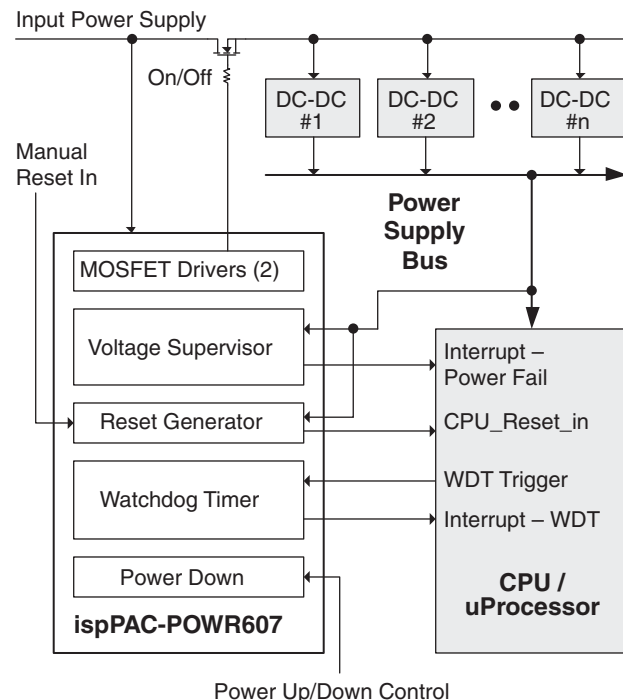 Input Power Supply
On/Off
DC-DC
#1
DC-DC
#2
DC-DC
#n
Manual
Reset In
Power
Supply
Bus
MOSFET Drivers (2)
Voltage Supervisor
Interrupt –
Power Fail
Reset Generator
CPU_Reset_in
Watchdog Timer
WDT Trigger
Interrupt – WDT
Power Down
CPU /
uProcessor
ispPAC-POWR607
Power Up/Down Control